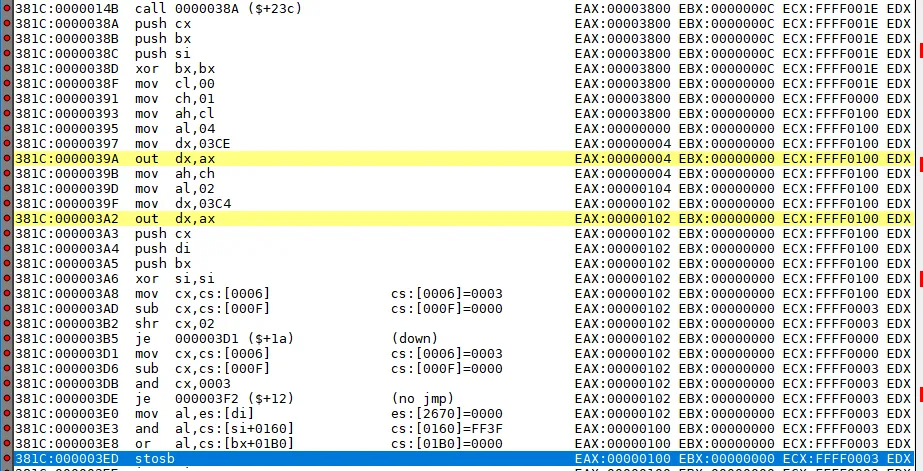 381C:0000014B call 0000038A ($+23c) EAX:00003800 EBX:0000000C ECX:FFFF001E EDX
381C:0000038A push cx EAX:00003800 EBX:0000000C ECX:FFFF001E EDX
381C:0000038B push bx EAX:00003800 EBX:0000000C ECX:FFFF001E EDX
381C:0000038C push si EAX:00003800 EBX:0000000C ECX:FFFF001E EDX
381C:0000038D xor bx,bx EAX:00003800 EBX:0000000C ECX:FFFF001E EDX
381C:0000038F mov cl,00 EAX:00003800 EBX:00000000 ECX:FFFF001E EDX
381C:00000391 mov ch,01 EAX:00003800 EBX:00000000 ECX:FFFF0000 EDX
381C:00000393 mov ah,cl EAX:00003800 EBX:00000000 ECX:FFFF0100 EDX
381C:00000395 mov al,04 EAX:00000000 EBX:00000000 ECX:FFFF0100 EDX
381C:00000397 mov dx,03CE EAX:00000004 EBX:00000000 ECX:FFFF0100 EDX
381C:0000039A out dx,ax EAX:00000004 EBX:00000000 ECX:FFFF0100 EDX
381C:0000039B mov ah,ch EAX:00000004 EBX:00000000 ECX:FFFF0100 EDX
381C:0000039D mov al,02 EAX:00000104 EBX:00000000 ECX:FFFF0100 EDX
381C:0000039F mov dx,03C4 EAX:00000102 EBX:00000000 ECX:FFFF0100 EDX
381C:000003A2 out dx,ax EAX:00000102 EBX:00000000 ECX:FFFF0100 EDX
381C:000003A3 push cx EAX:00000102 EBX:00000000 ECX:FFFF0100 EDX
381C:000003A4 push di EAX:00000102 EBX:00000000 ECX:FFFF0100 EDX
381C:000003A5 push bx EAX:00000102 EBX:00000000 ECX:FFFF0100 EDX
381C:000003A6 xor si,si EAX:00000102 EBX:00000000 ECX:FFFF0100 EDX
381C:000003A8 mov cx,cs:[0006] cs:[0006]=0003 EAX:00000102 EBX:00000000 ECX:FFFF0100 EDX
381C:000003AD sub cx,cs:[000F] cs:[000F]=0000 EAX:00000102 EBX:00000000 ECX:FFFF0003 EDX
381C:000003B2 shr cx,02 EAX:00000102 EBX:00000000 ECX:FFFF0003 EDX
381C:000003B5 je 000003D1 ($+1a) (down) EAX:00000102 EBX:00000000 ECX:FFFF0000 EDX
381C:000003D1 mov cx,cs:[0006] cs:[0006]=0003 EAX:00000102 EBX:00000000 ECX:FFFF0000 EDX
381C:000003D6 sub cx,cs:[000F] cs:[000F]=0000 EAX:00000102 EBX:00000000 ECX:FFFF0003 EDX
381C:000003DB and cx,0003 EAX:00000102 EBX:00000000 ECX:FFFF0003 EDX
381C:000003DE je 000003F2 ($+12) (no jmp) EAX:00000102 EBX:00000000 ECX:FFFF0003 EDX
381C:000003E0 mov al,es:[di] es:[2670]=0000 EAX:00000102 EBX:00000000 ECX:FFFF0003 EDX
381C:000003E3 and al,cs:[si+0160] cs:[0160]=FF3F EAX:00000100 EBX:00000000 ECX:FFFF0003 EDX
381C:000003E8 or al,cs:[bx+01B0] cs:[01B0]=0000 EAX:00000100 EBX:00000000 ECX:FFFF0003 EDX
381C:000003ED stosb EAX:00000100 EBX:00000000 ECX:FFFF0003 EDX